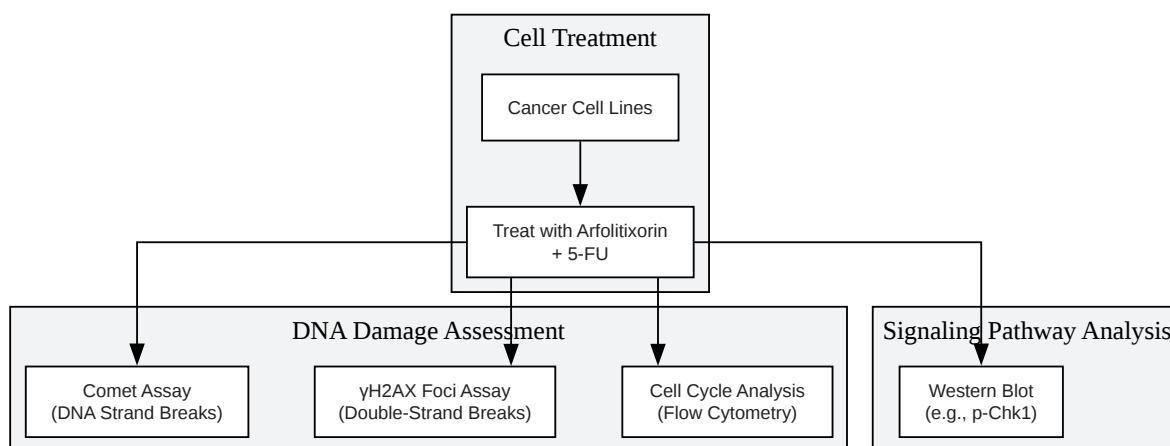 Cell Treatment
Cancer Cell Lines
Treat with Arfolitixorin
+ 5-FU
DNA Damage Assessment
Signaling Pathway Analysis
Comet Assay
(DNA Strand Breaks)
γH2AX Foci Assay
(Double-Strand Breaks)
Cell Cycle Analysis
(Flow Cytometry)
Western Blot
(e.g., p-Chk1)